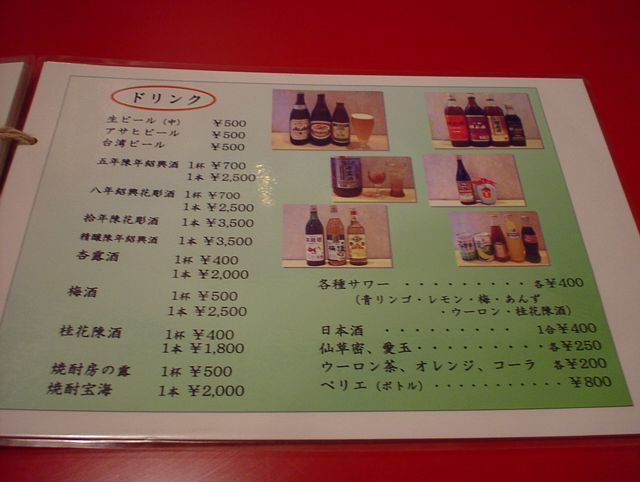 ドリンク
生ビール（中） ￥500
アサヒビール ￥500
台湾ビール ￥500
五年陳年紹興酒 1杯 ￥700
1本 ￥2,500
八年紹興花彫酒 1杯 ￥700
1本 ￥2,500
拾年陳花彫酒 1本 ￥3,500
精醸陳年紹興酒 1本 ￥3,500
杏露酒 1杯 ￥400
1本 ￥2,000
梅酒 1杯 ￥500
1本 ￥2,500
桂花陳酒 1杯 ￥400
1本 ￥1,800
焼酎房の露 1杯 ￥500
焼酎宝海 1本 ￥2,000
各種サワー ・・・・・・・・・ 各￥400
（青リンゴ・レモン・梅・あんず
・ウーロン・桂花陳酒）
日本酒 ・・・・・・・・・ 1合￥400
仙草密、愛玉・・・・・・・・・・各￥250
ウーロン茶、オレンジ、コーラ 各￥200
ペリエ（ボトル）・・・・・・・・・・・￥800